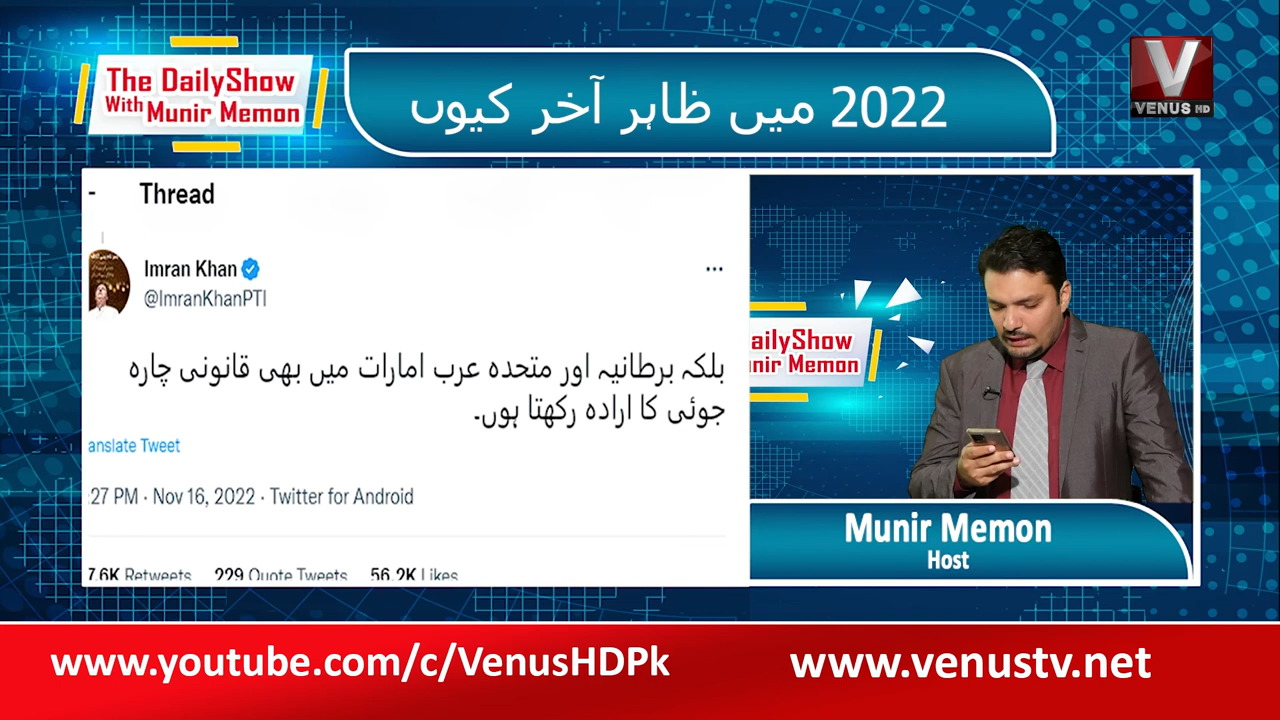 The DailyShow
With Munir Memon
2022 میں ظاہر آخر کیوں
VENUS HD
Thread
Imran Khan
@ImranKhanPTI
بلکہ برطانیہ اور متحدہ عرب امارات میں بھی قانونی چارہ
جوئی کا ارادہ رکھتا ہوں۔
anslate Tweet
:27 PM · Nov 16, 2022 · Twitter for Android
7.6K Retweets 229 Quote Tweets 56.2K Likes
ailyShow
nir Memon
Munir Memon
Host
www.youtube.com/c/VenusHDPk
www.venustv.net